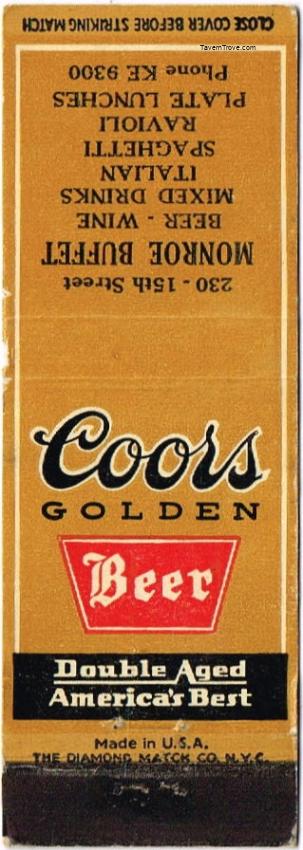 CLOSE COVER BEFORE STRIKING MATCH
TavernTrove.com
230 - 15th Street
MONROE BUFFET
BEER - WINE -
MIXED DRINKS
ITALIAN
SPAGHETTI
RAVIOLI
PLATE LUNCHES
Phone KE 9300
Coors
GOLDEN
Beer
Double Aged
America's Best
Made in U.S.A.
THE DIAMOND MATCH CO. N.Y.C.